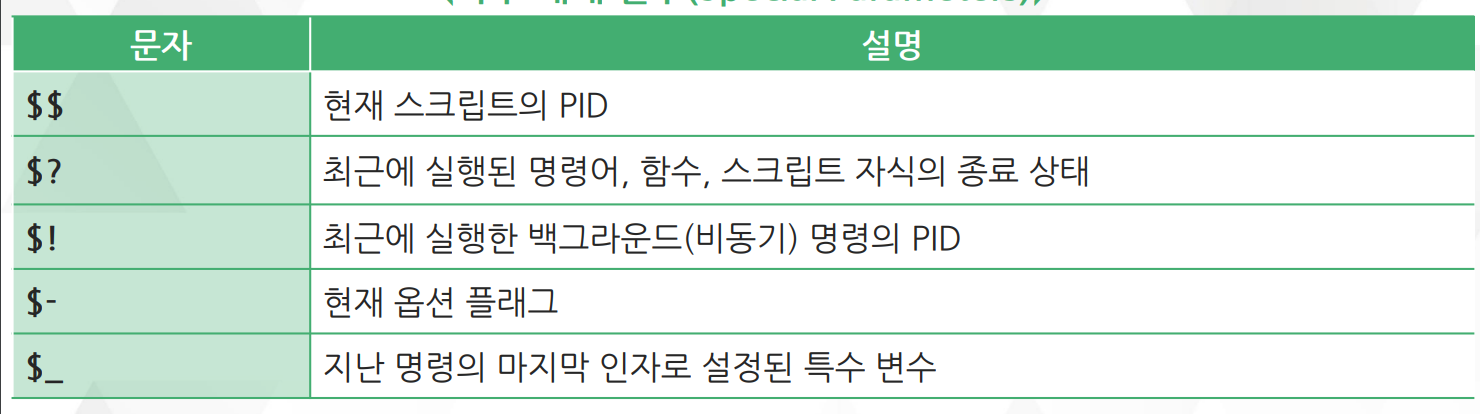 문자 설명
$$ 현재 스크립트의 PID
$? 최근에 실행된 명령어, 함수, 스크립트 자식의 종료 상태
$! 최근에 실행한 백그라운드(비동기) 명령의 PID
$- 현재 옵션 플래그
$_ 지난 명령의 마지막 인자로 설정된 특수 변수